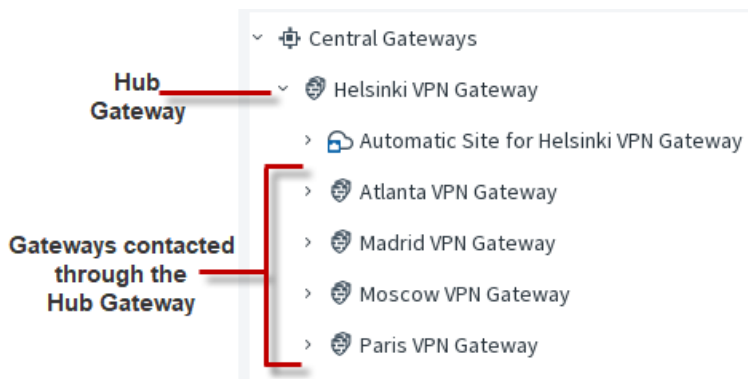 Central Gateways
Hub
Gateway
Helsinki VPN Gateway
Automatic Site for Helsinki VPN Gateway
Atlanta VPN Gateway
Gateways contacted
through the
Hub Gateway
Madrid VPN Gateway
Moscow VPN Gateway
Paris VPN Gateway